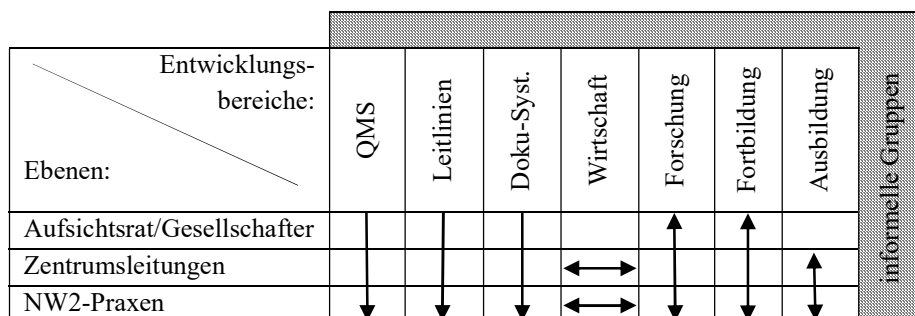 Entwicklungs-
bereiche:
Ebenen:
QMS
Leitlinien
Doku-Syst.
Wirtschaft
Forschung
Fortbildung
Ausbildung
informelle Gruppen
Aufsichtsrat/Gesellschafter
Zentrumsleitungen
NW2-Praxen